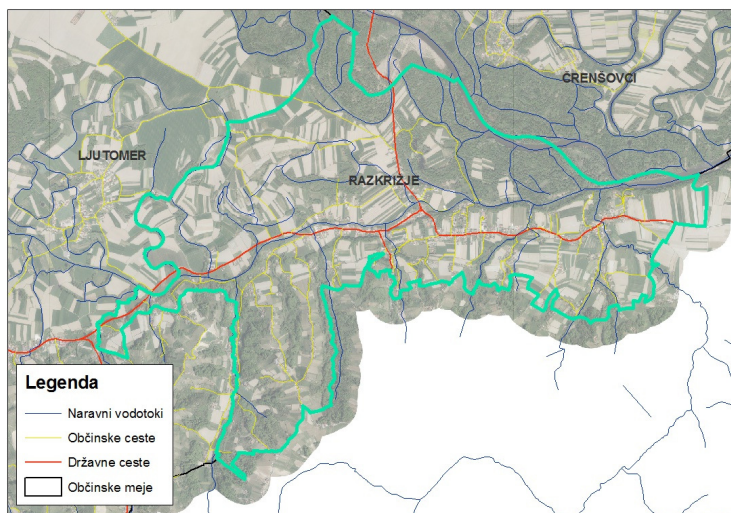 ČRENŠOVCI
LJUTOMER
RAZKRIŽJE
Legenda
Naravni vodotoki
Občinske ceste
Državne ceste
Občinske meje